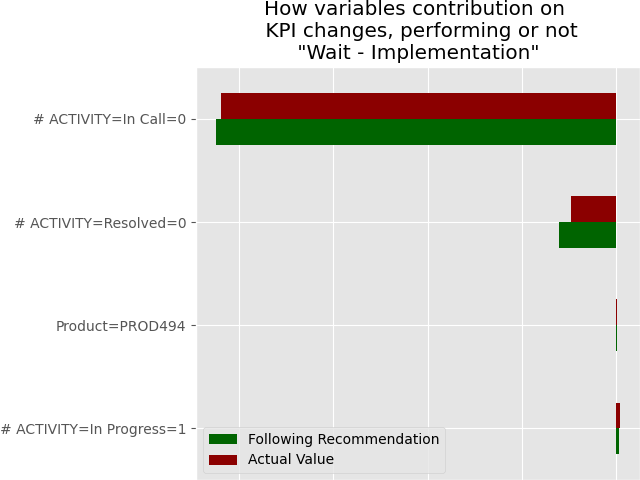 How variables contribution on
KPI changes, performing or not
"Wait - Implementation"
# ACTIVITY=In Call=0
# ACTIVITY=Resolved=0
Product=PROD494
# ACTIVITY=In Progress=1
Following Recommendation
Actual Value